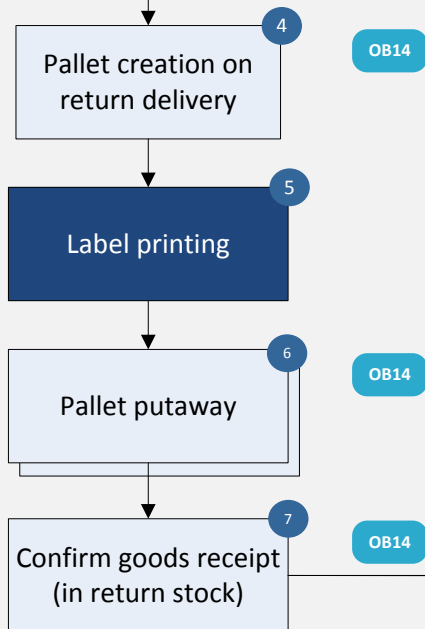 4
OB14
Pallet creation on
return delivery
5
Label printing
6
OB14
Pallet putaway
7
OB14
Confirm goods receipt
(in return stock)